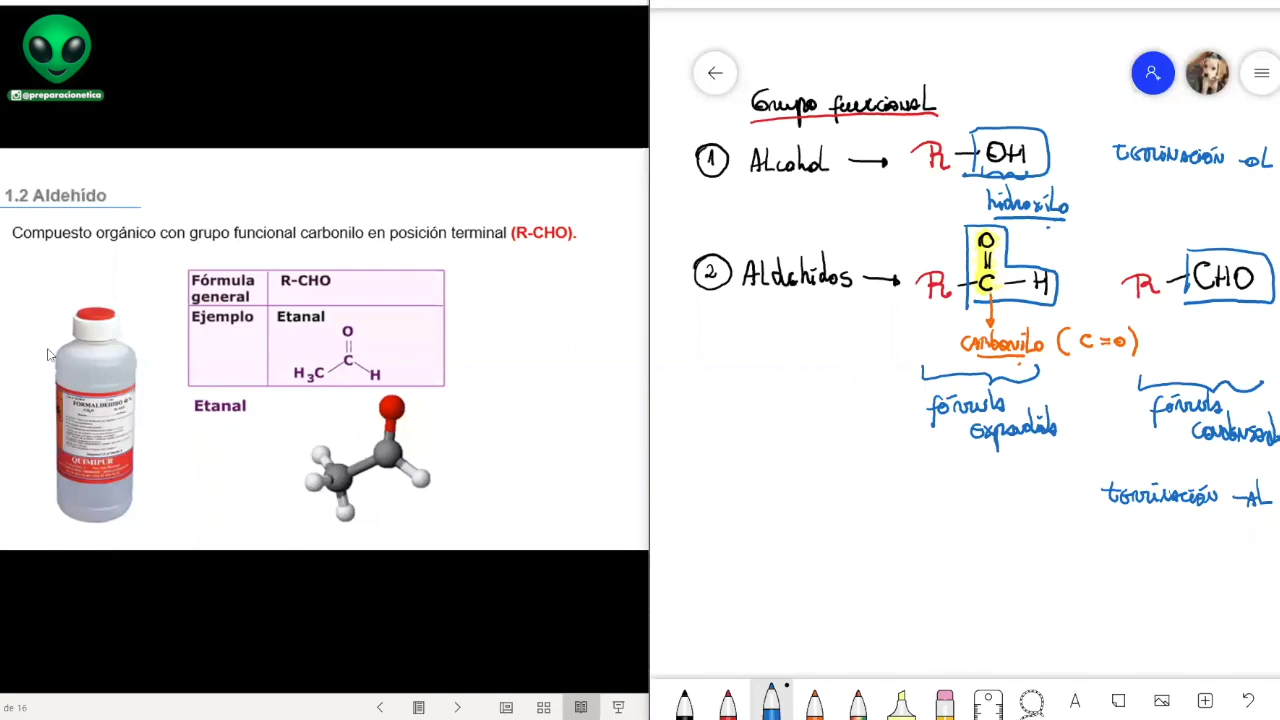 @preparacionetica
1.2 Aldehído
Compuesto orgánico con grupo funcional carbonilo en posición terminal (R-CHO).
Fórmula general
R-CHO
Ejemplo
Etanal
O
C
H3C
H
Etanal
FORMALDEHIDO
QUIMIPUR
de 16
Grupo funcional
1 Alcohol → R-OH terminación -ol
hidroxilo
O
2 Aldehídos → R-C-H R-CHO
carbonilo (C=O)
fórmula expandida
fórmula condensada
terminación -al
A